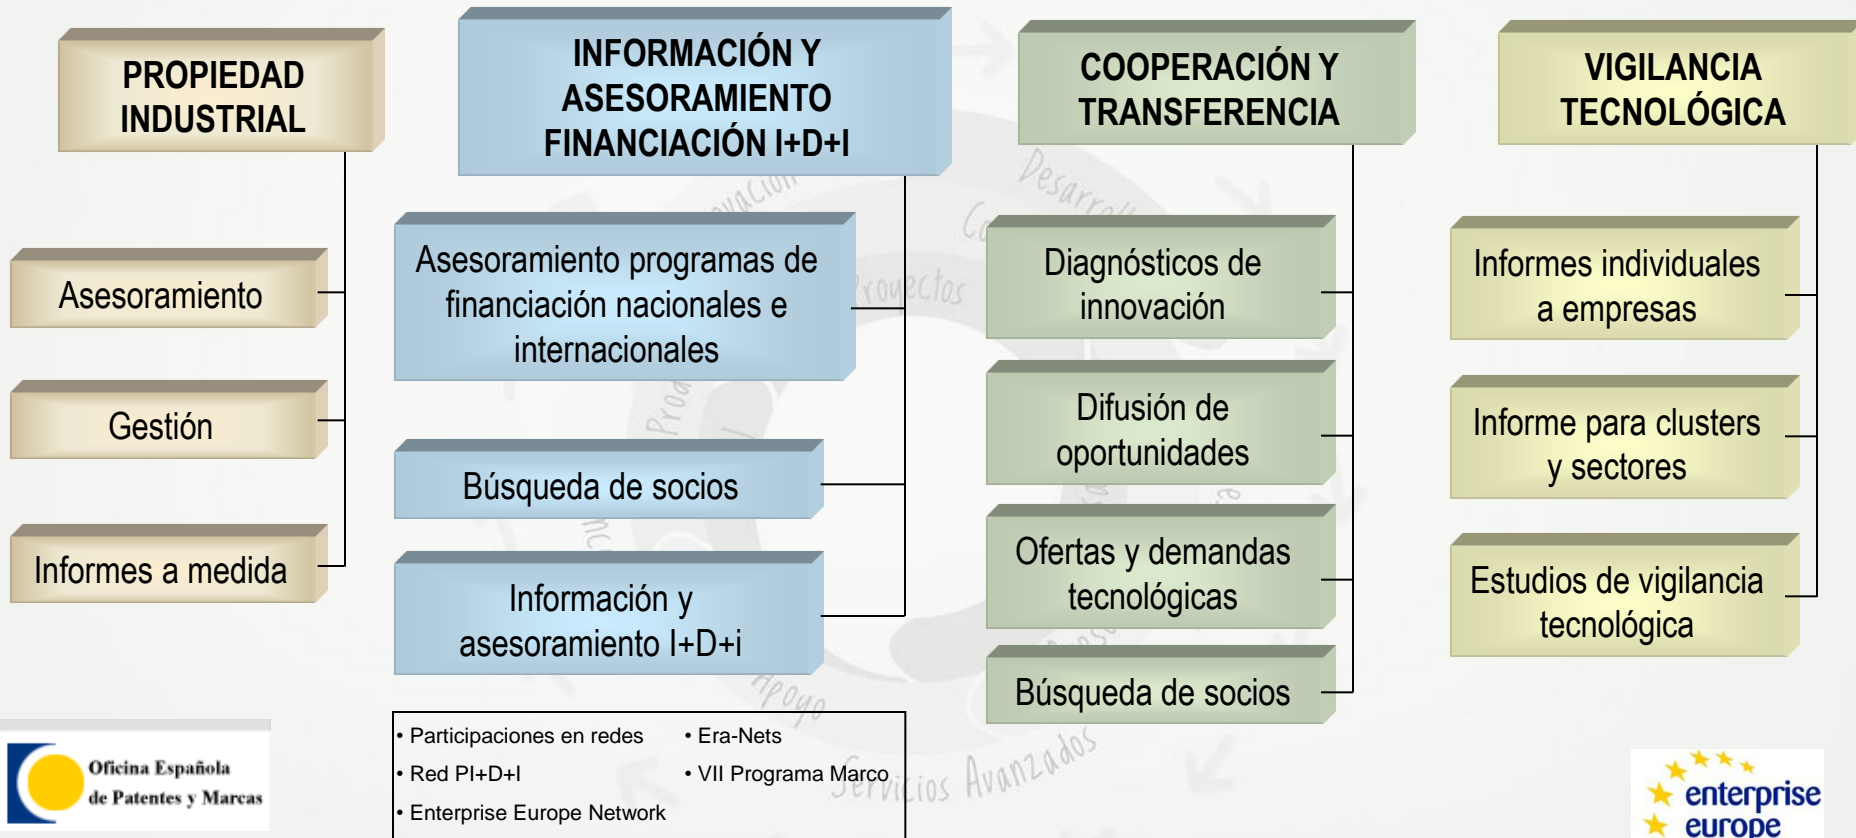 PROPIEDAD
INDUSTRIAL
Asesoramiento
Gestión
Informes a medida
INFORMACIÓN Y
ASESORAMIENTO
FINANCIACIÓN I+D+I
Asesoramiento programas de
financiación nacionales e
internacionales
Búsqueda de socios
Información y
asesoramiento I+D+i
• Participaciones en redes
• Red PI+D+I
• Enterprise Europe Network
• Era-Nets
• VII Programa Marco
COOPERACIÓN Y
TRANSFERENCIA
Diagnósticos de
innovación
Difusión de
oportunidades
Ofertas y demandas
tecnológicas
Búsqueda de socios
VIGILANCIA
TECNOLÓGICA
Informes individuales
a empresas
Informe para clusters
y sectores
Estudios de vigilancia
tecnológica
Apoyo
Servicios Avanzados
Oficina Española
de Patentes y Marcas
enterprise
europe